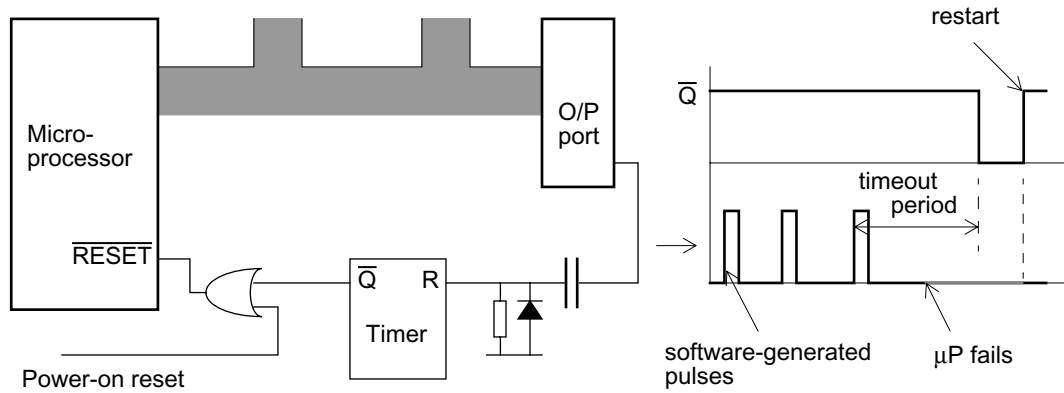 Micro-
processor
RESET
Power-on reset
O/P
port
Q̅
R
Timer
restart
Q̅
timeout
period
software-generated
pulses
μP fails